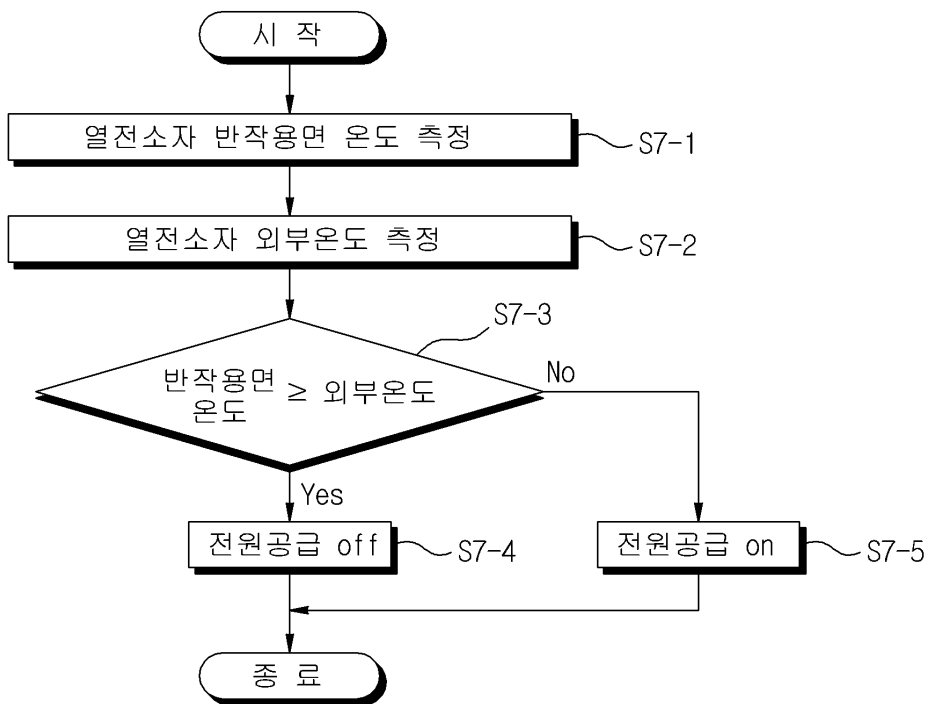 시 작
열전소자 반작용면 온도 측정
S7-1
열전소자 외부온도 측정
S7-2
S7-3
반작용면
온도
≥ 외부온도
No
Yes
전원공급 off
S7-4
전원공급 on
S7-5
종 료